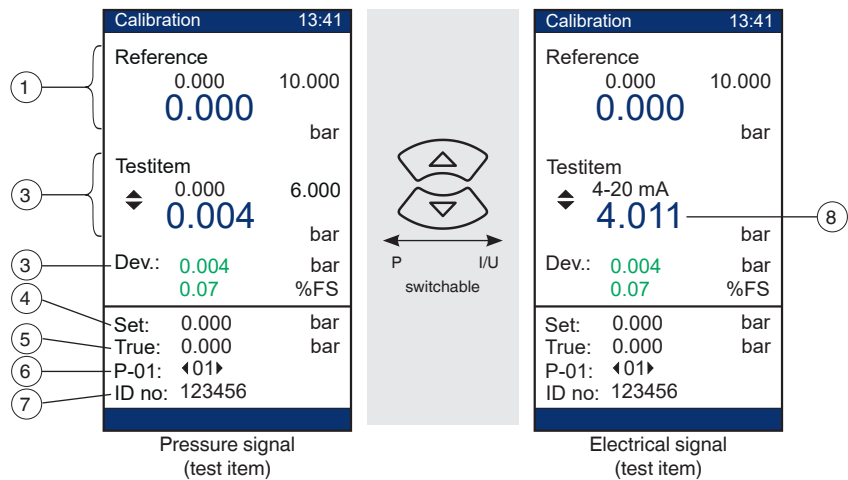 Calibration 13:41
Reference
0.000 10.000
0.000
bar
Testitem
0.000 6.000
0.004
bar
Dev.: 0.004 bar
0.07 %FS
Set: 0.000 bar
True: 0.000 bar
P-01: 01
ID no: 123456
1
3
3
4
5
6
7
Pressure signal
(test item)
P I/U
switchable
Calibration 13:41
Reference
0.000 10.000
0.000
bar
Testitem
4-20 mA
4.011
bar
Dev.: 0.004 bar
0.07 %FS
Set: 0.000 bar
True: 0.000 bar
P-01: 01
ID no: 123456
8
Electrical signal
(test item)